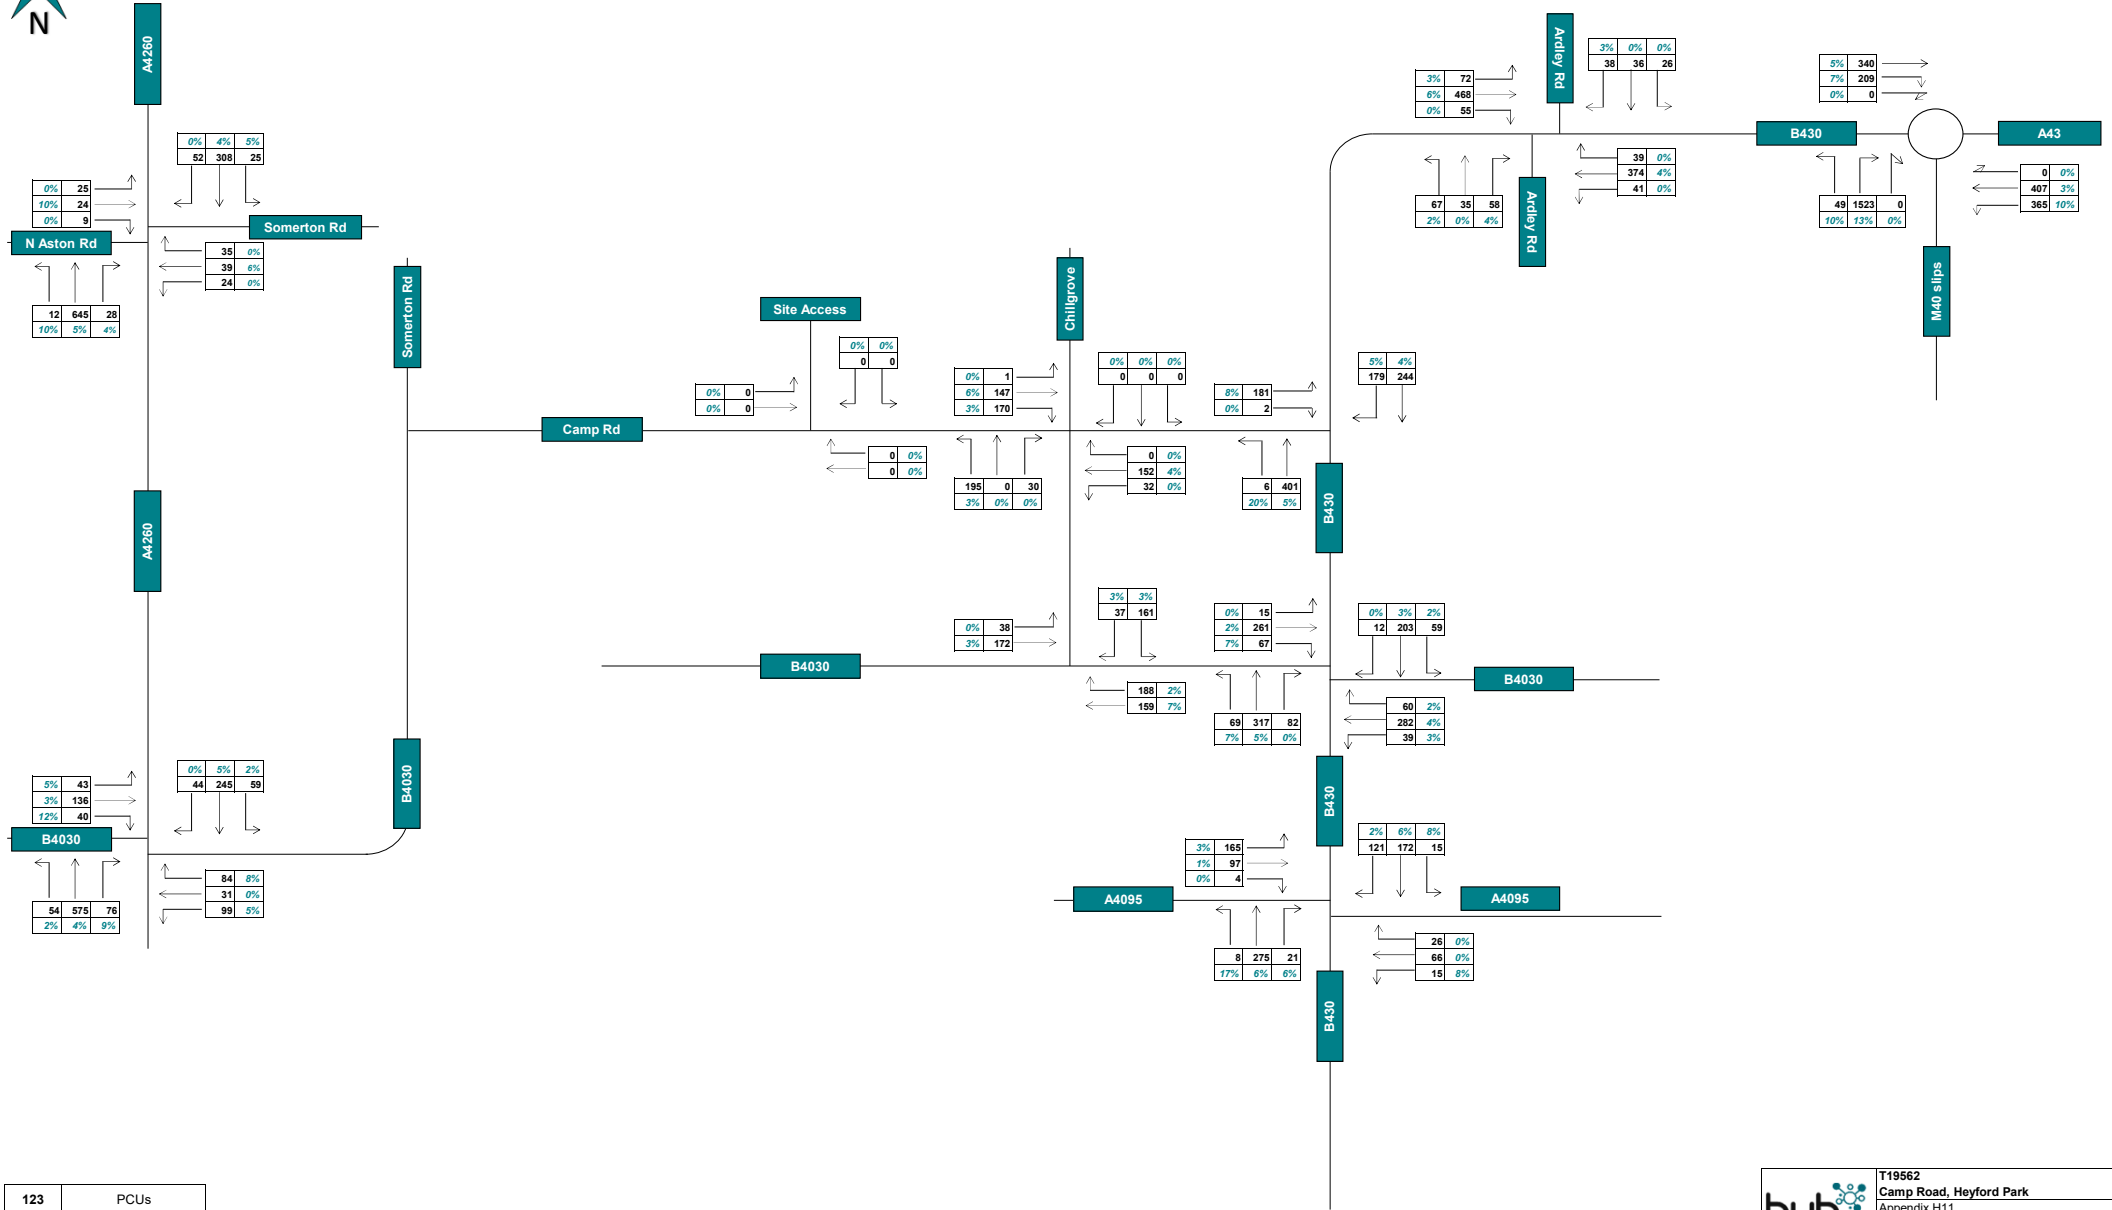 N
A4260
0% 4% 5%
52 308 25
0% 25
10% 24
0% 9
N Aston Rd
Somerton Rd
35 0%
39 6%
24 0%
12 645 28
10% 5% 4%
Somerton Rd
A4260
Camp Rd
Site Access
0% 0%
0 0
0% 0
0% 0
0 0%
0 0%
Chillgrove
0% 1
6% 147
3% 170
0% 0% 0%
0 0 0
195 0 30
3% 0% 0%
0 0%
152 4%
32 0%
8% 181
0% 2
5% 4%
179 244
6 401
20% 5%
B430
Ardley Rd
3% 0% 0%
38 36 26
3% 72
6% 468
0% 55
67 35 58
2% 0% 4%
Ardley Rd
39 0%
374 4%
41 0%
5% 340
7% 209
0% 0
B430
A43
49 1523 0
10% 13% 0%
0 0%
407 3%
365 10%
M40 slips
3% 3%
37 161
0% 38
3% 172
B4030
188 2%
159 7%
0% 15
2% 261
7% 67
0% 3% 2%
12 203 59
B4030
69 317 82
7% 5% 0%
60 2%
282 4%
39 3%
B430
B4030
0% 5% 2%
44 245 59
5% 43
3% 136
12% 40
B4030
54 575 76
2% 4% 9%
84 8%
31 0%
99 5%
2% 6% 8%
121 172 15
3% 165
1% 97
0% 4
A4095
A4095
8 275 21
17% 6% 6%
26 0%
66 0%
15 8%
B430
123 PCUs
hub
T19562
Camp Road, Heyford Park
Appendix H11